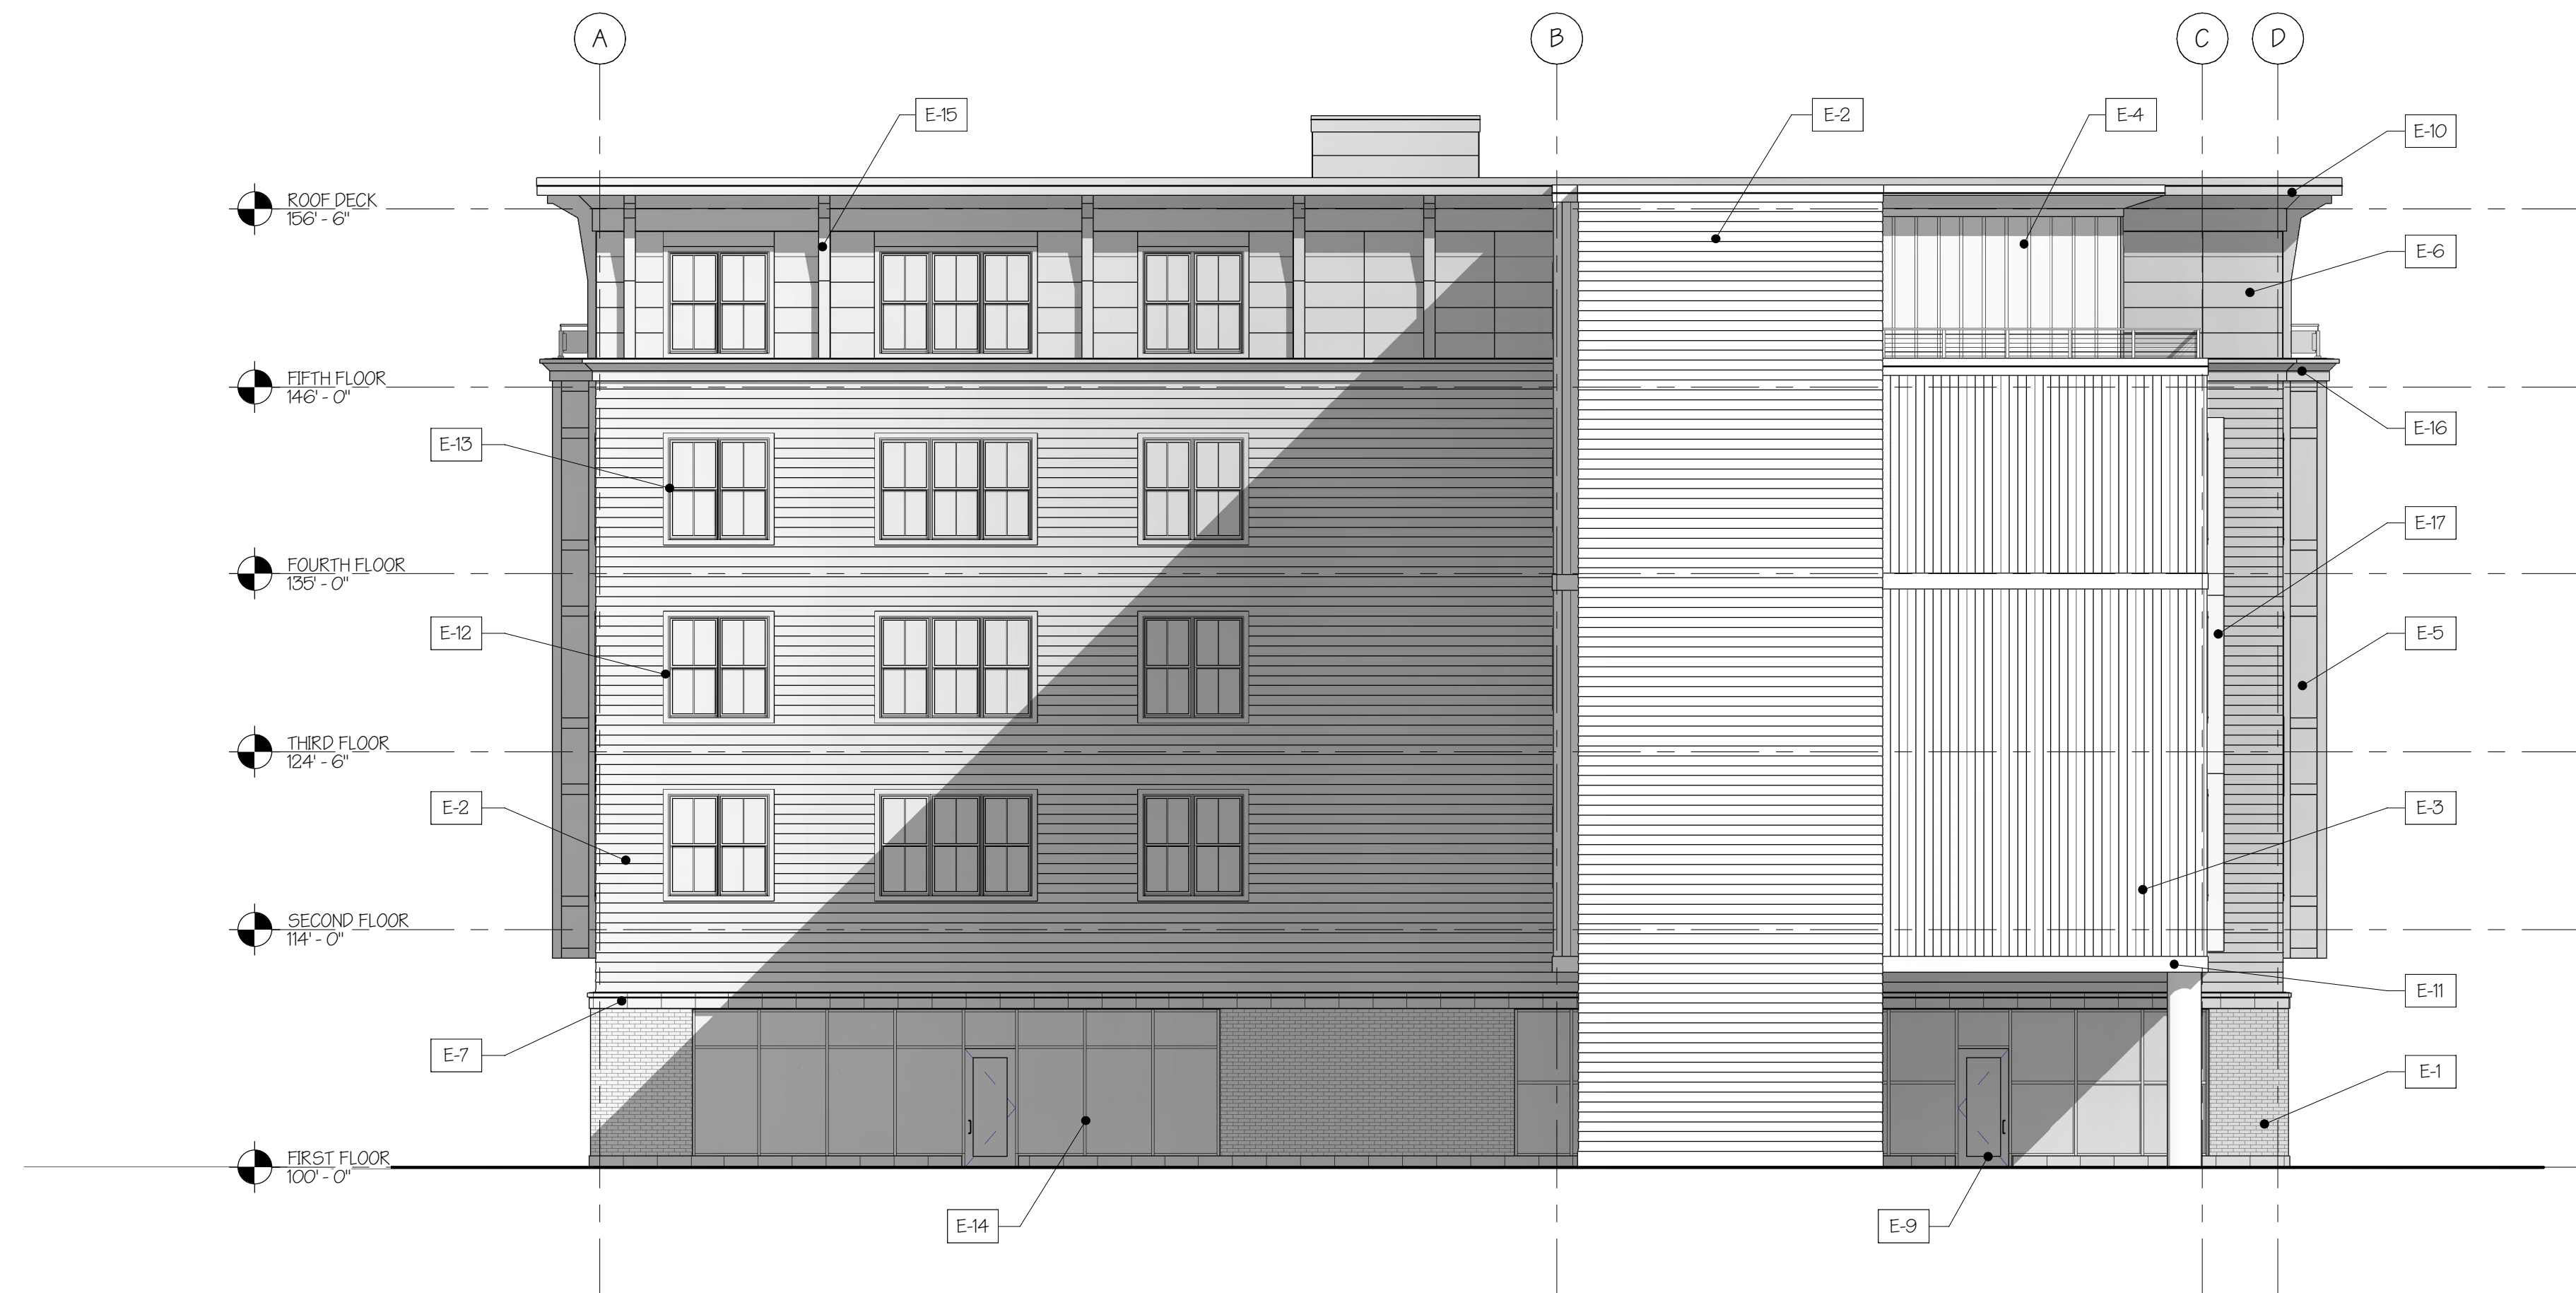 A
B
C
D
E-15
E-2
E-4
E-10
ROOF DECK
156' - 6"
E-6
FIFTH FLOOR
146' - 0"
E-13
E-16
E-17
FOURTH FLOOR
135' - 0"
E-12
E-5
THIRD FLOOR
124' - 6"
E-2
E-3
SECOND FLOOR
114' - 0"
E-11
E-7
E-1
FIRST FLOOR
100' - 0"
E-14
E-9